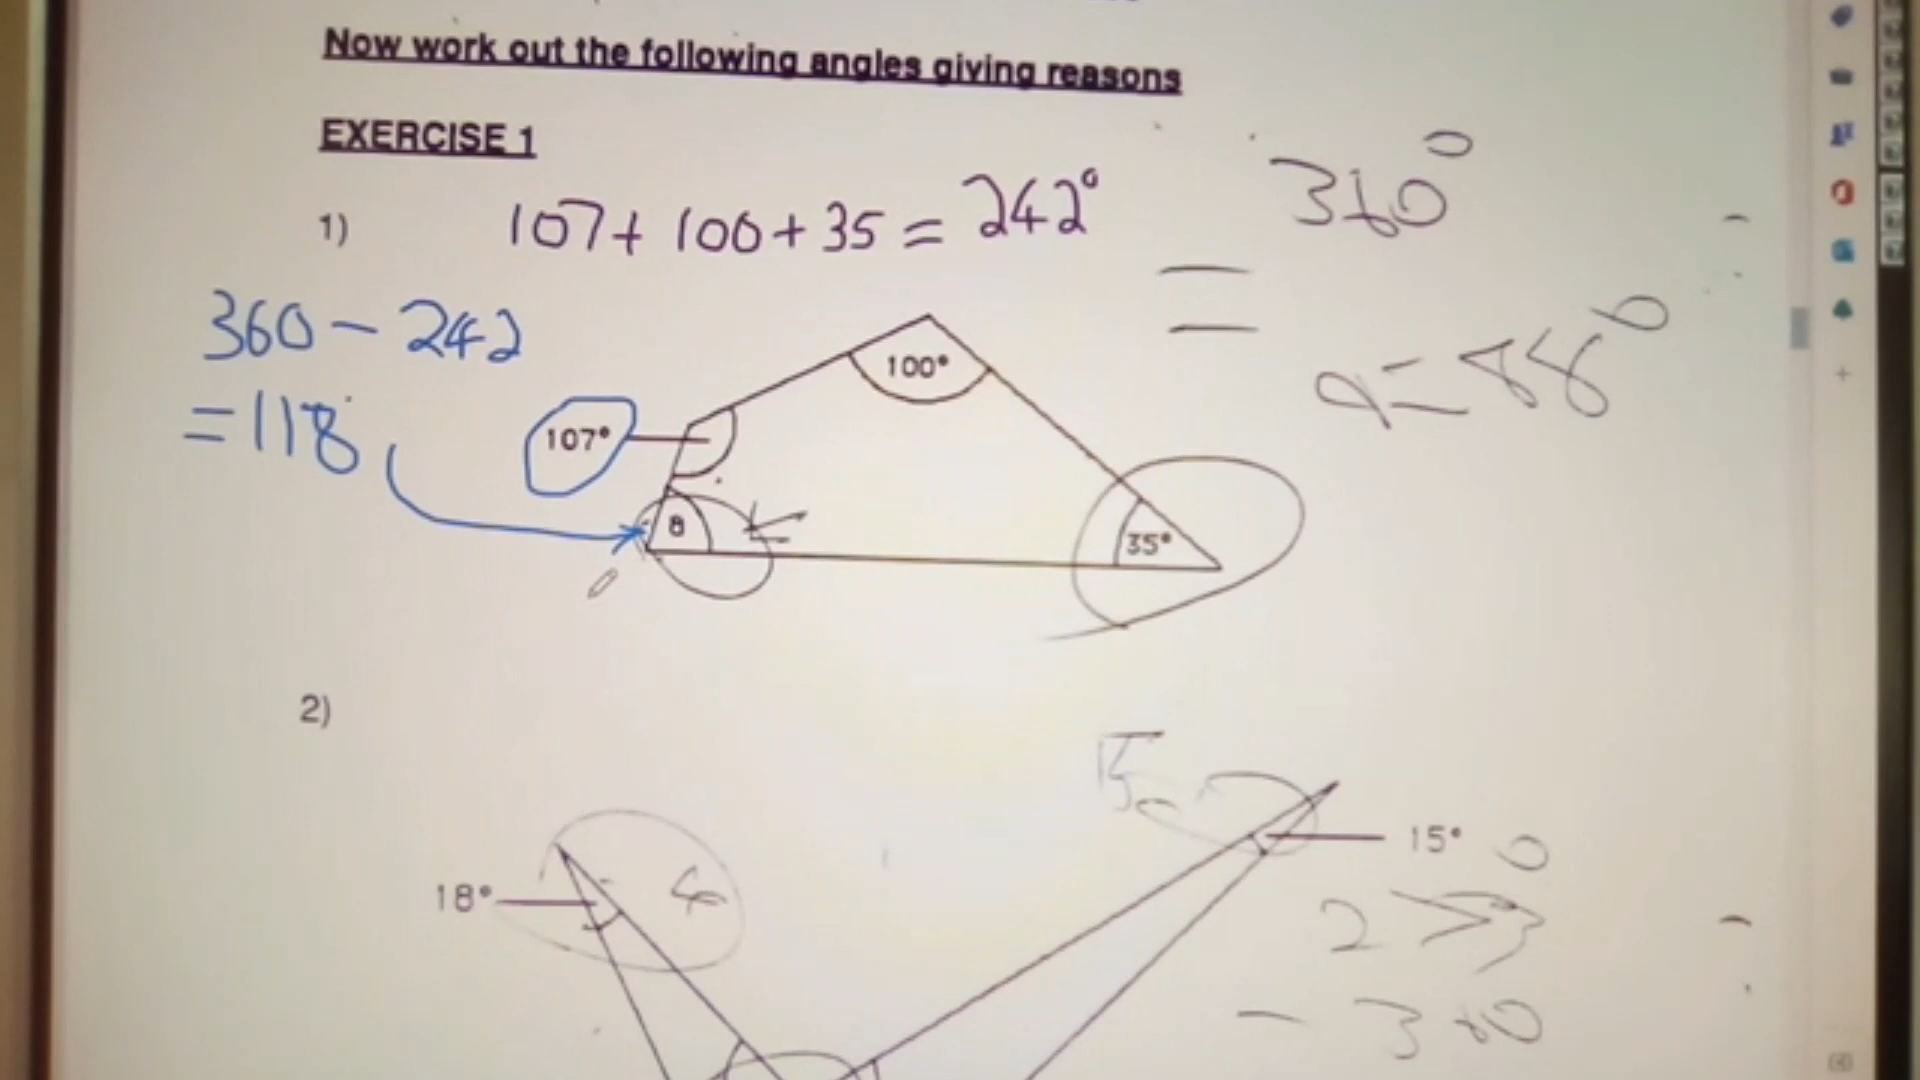 Now work out the following angles giving reasons
EXERCISE 1
360°
1) 107 + 100 + 35 = 242°
360 - 242
= 118
100°
107°
8
35°
2)
15°
18°